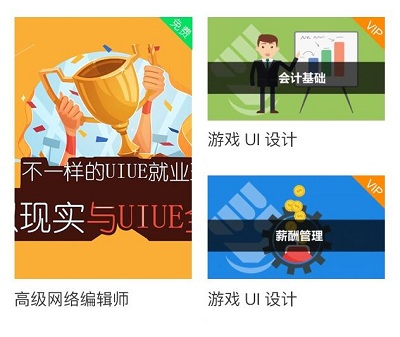 免费
不一样的UIUE就业
现实与UIUE
高级网络编辑师
VIP
会计基础
游戏 UI 设计
VIP
薪酬管理
游戏 UI 设计